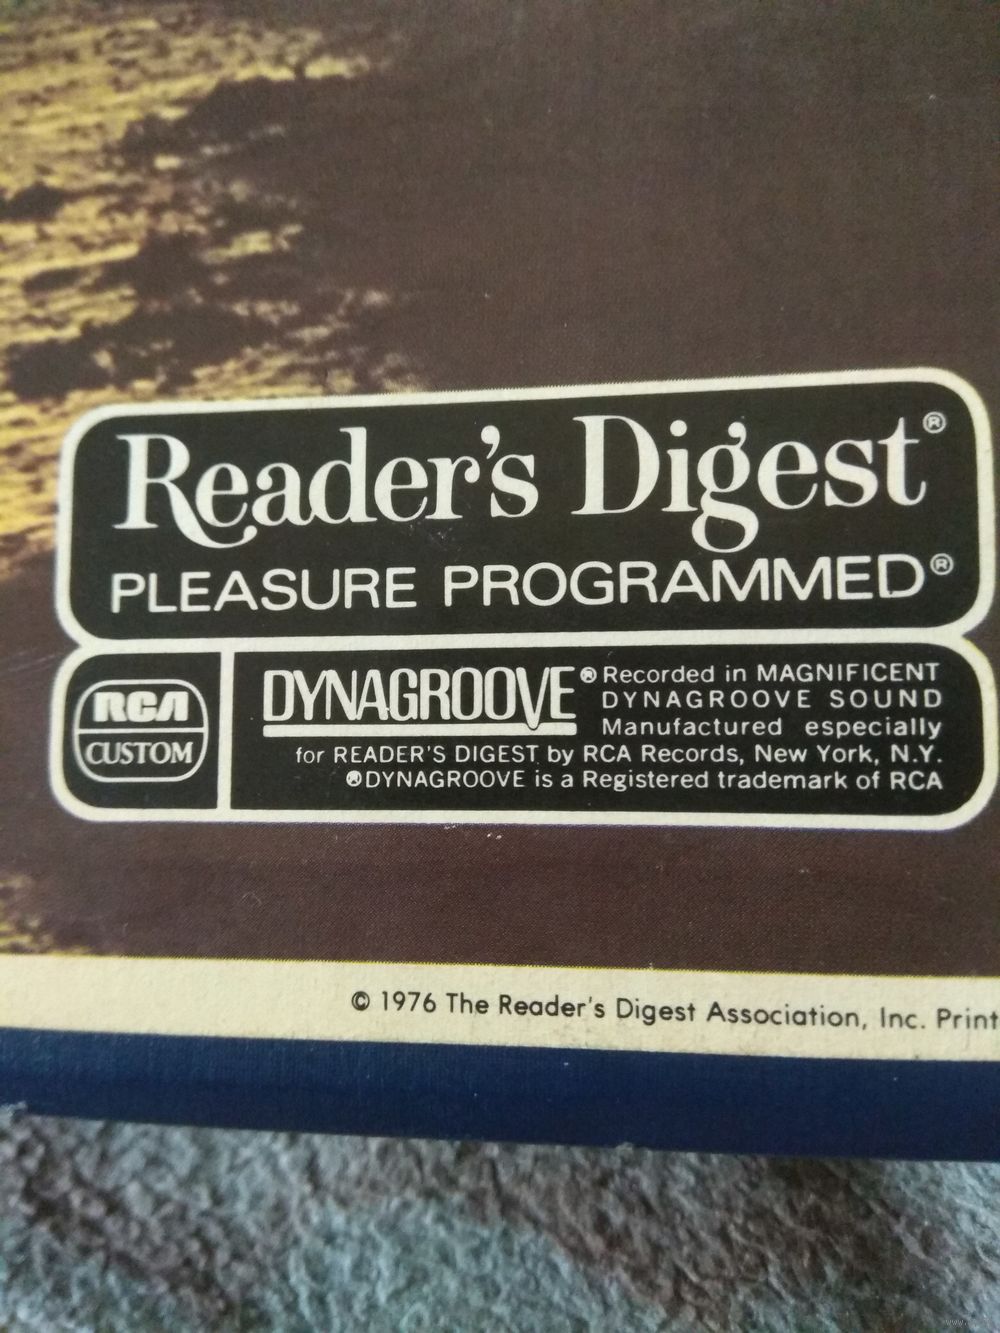 Reader's Digest®
PLEASURE PROGRAMMED®
RCA
CUSTOM
DYNAGROOVE® Recorded in MAGNIFICENT
DYNAGROOVE SOUND
Manufactured especially
for READER'S DIGEST by RCA Records, New York, N.Y.
®DYNAGROOVE is a Registered trademark of RCA
© 1976 The Reader's Digest Association, Inc. Print